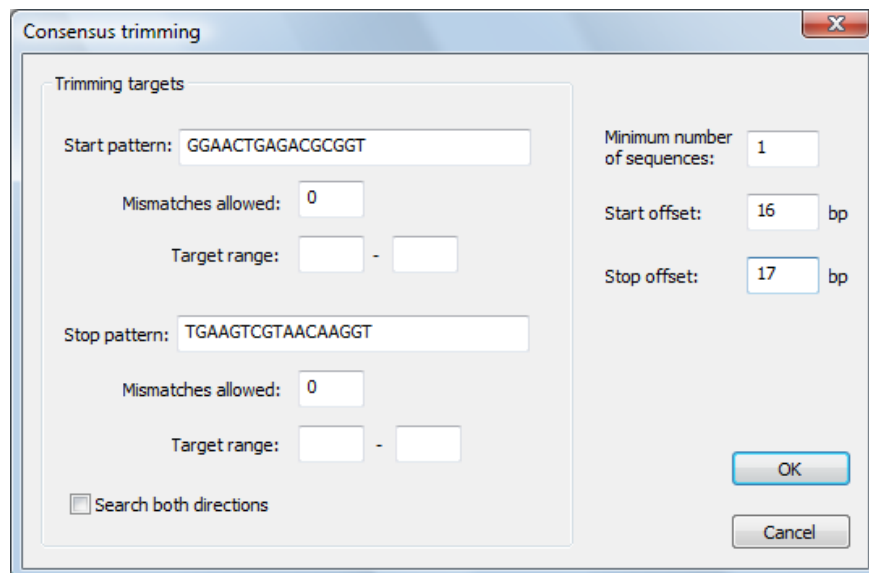 Consensus trimming
Trimming targets
Start pattern: GGAACTGAGACGCGGT
Mismatches allowed: 0
Target range: -
Stop pattern: TGAAGTCGTAACAAGGT
Mismatches allowed: 0
Target range: -
Search both directions
Minimum number
of sequences: 1
Start offset: 16 bp
Stop offset: 17 bp
OK
Cancel